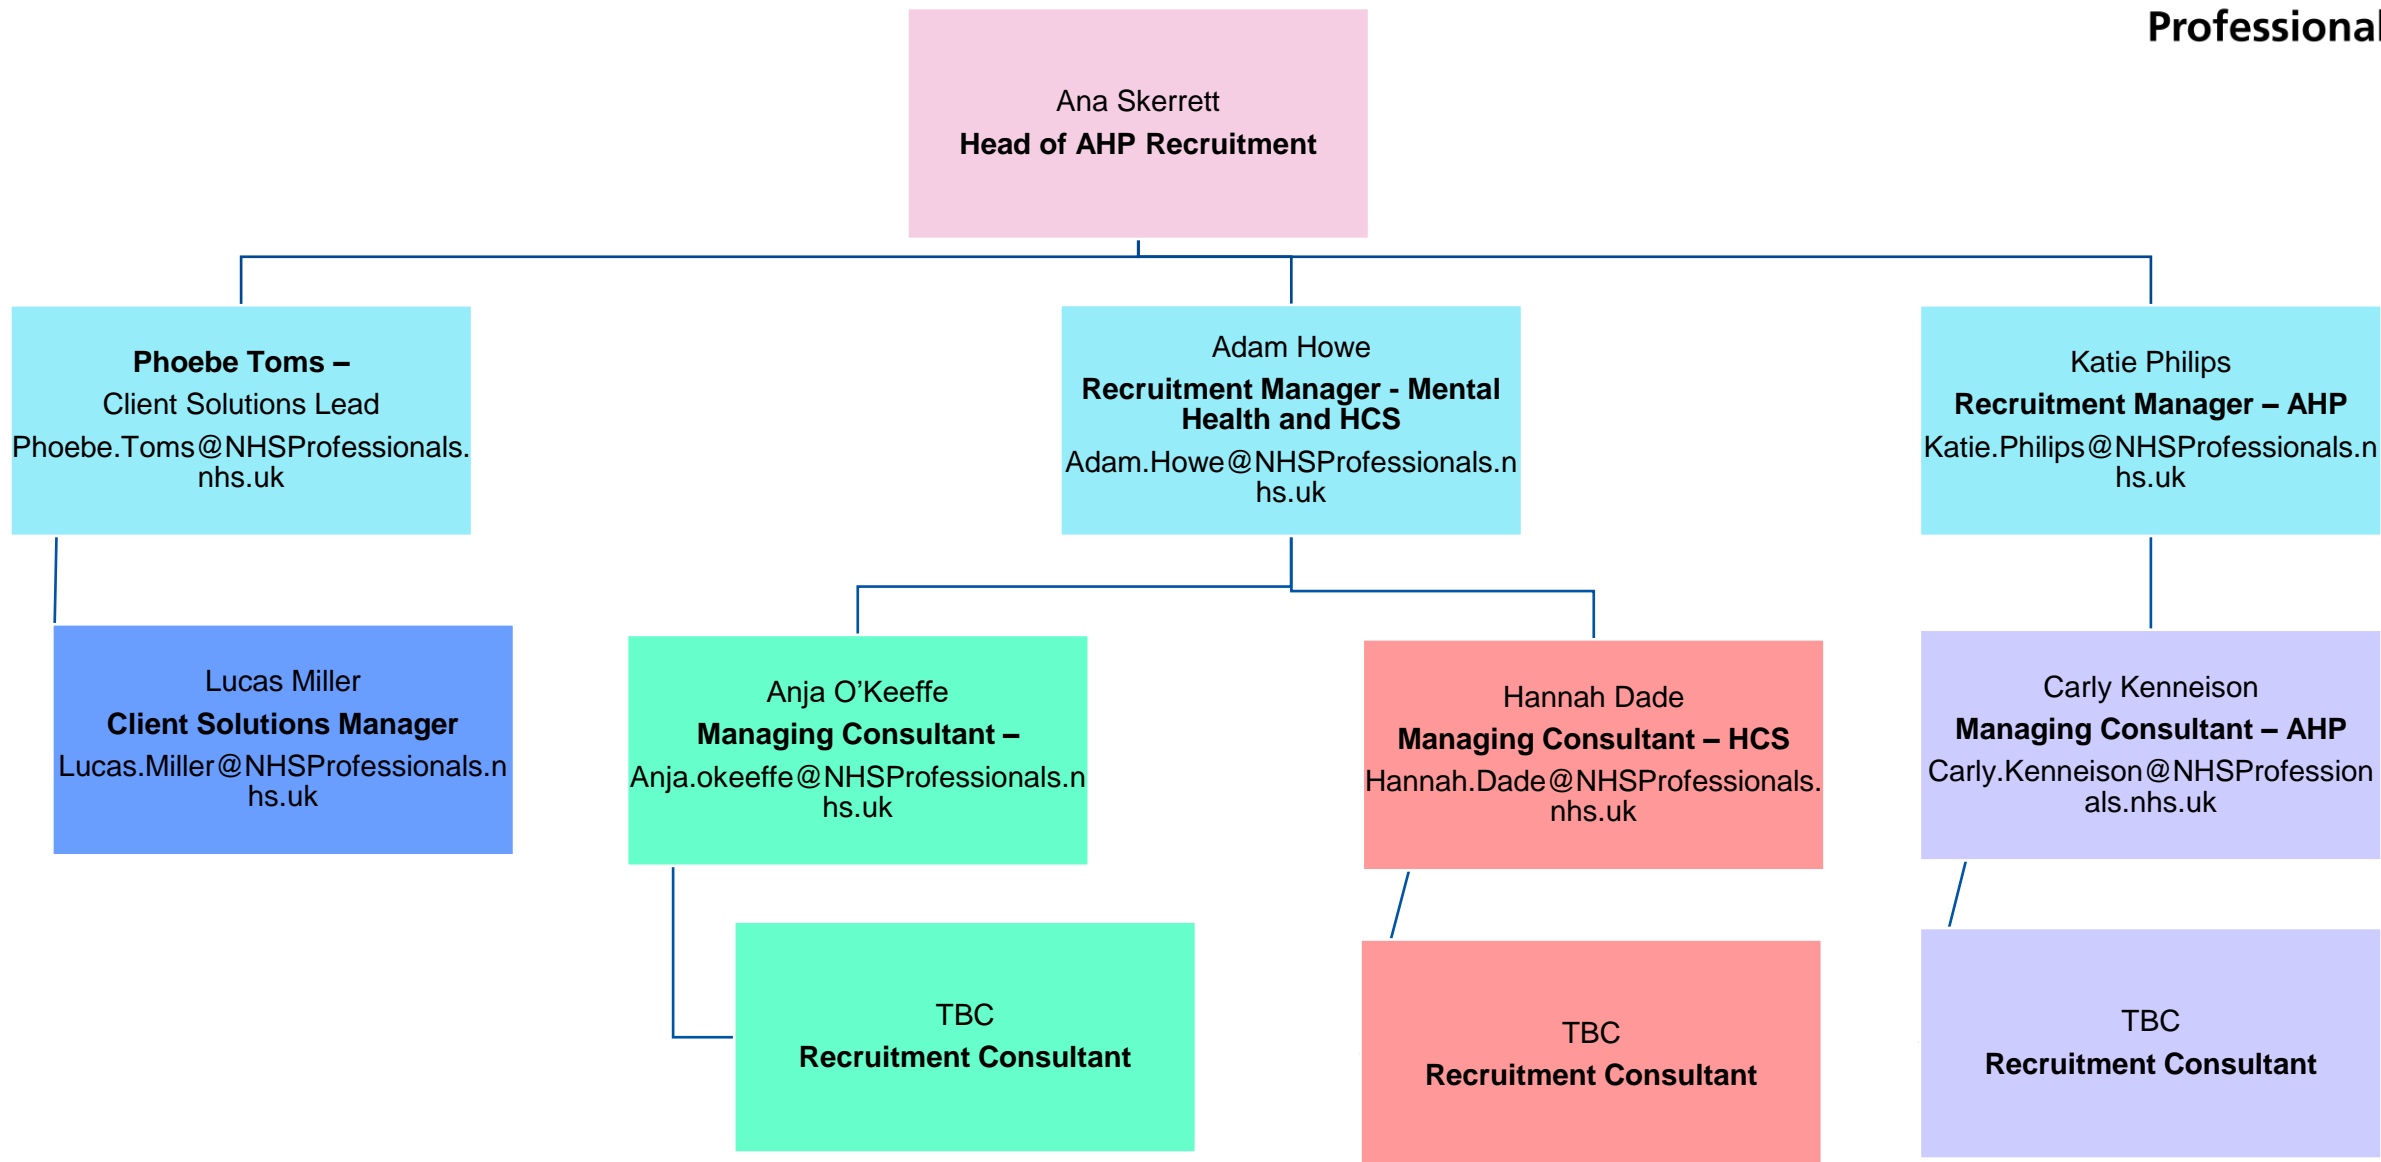 Professional
Ana Skerrett
Head of AHP Recruitment
Phoebe Toms –
Client Solutions Lead
Phoebe.Toms@NHSProfessionals.
nhs.uk
Adam Howe
Recruitment Manager - Mental
Health and HCS
Adam.Howe@NHSProfessionals.n
hs.uk
Katie Philips
Recruitment Manager – AHP
Katie.Philips@NHSProfessionals.n
hs.uk
Lucas Miller
Client Solutions Manager
Lucas.Miller@NHSProfessionals.n
hs.uk
Anja O’Keeffe
Managing Consultant –
Anja.okeeffe@NHSProfessionals.n
hs.uk
Hannah Dade
Managing Consultant – HCS
Hannah.Dade@NHSProfessionals.
nhs.uk
Carly Kenneison
Managing Consultant – AHP
Carly.Kenneison@NHSProfession
als.nhs.uk
TBC
Recruitment Consultant
TBC
Recruitment Consultant
TBC
Recruitment Consultant